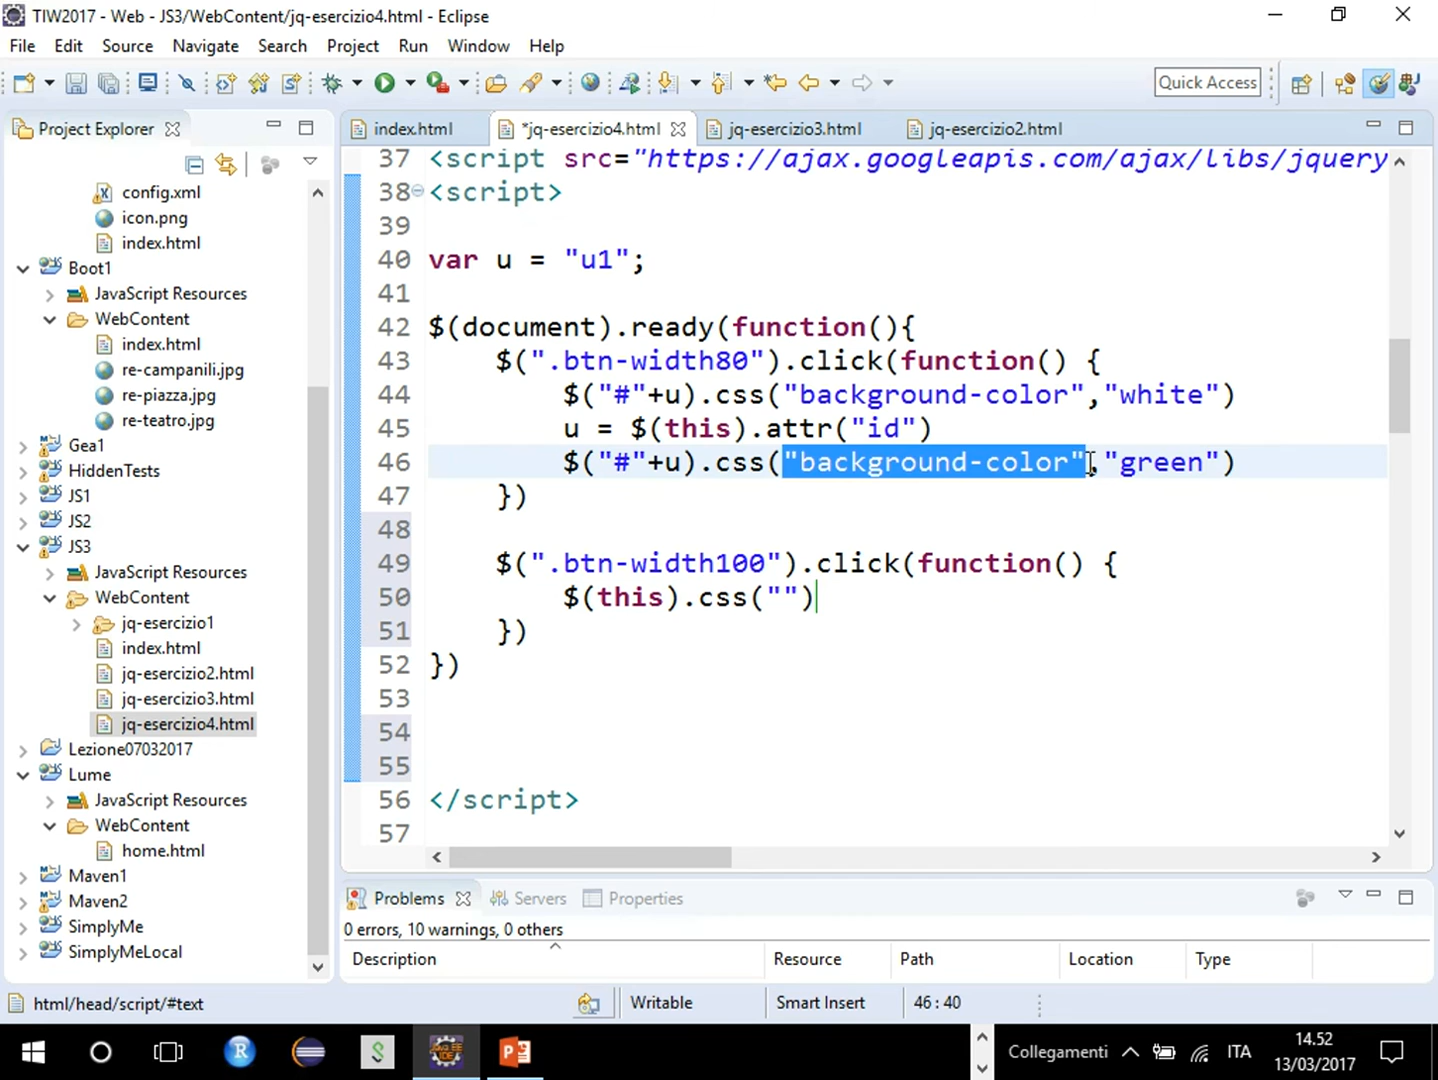 TIW2017 - Web - JS3/WebContent/jq-esercizio4.html - Eclipse
File Edit Source Navigate Search Project Run Window Help
Quick Access
Project Explorer
config.xml
icon.png
index.html
Boot1
JavaScript Resources
WebContent
index.html
re-campanili.jpg
re-piazza.jpg
re-teatro.jpg
Gea1
HiddenTests
JS1
JS2
JS3
JavaScript Resources
WebContent
jq-esercizio1
index.html
jq-esercizio2.html
jq-esercizio3.html
jq-esercizio4.html
Lezione07032017
Lume
JavaScript Resources
WebContent
home.html
Maven1
Maven2
SimplyMe
SimplyMeLocal
index.html *jq-esercizio4.html jq-esercizio3.html jq-esercizio2.html
37 <script src="https://ajax.googleapis.com/ajax/libs/jquery
38 <script>
39
40 var u = "u1";
41
42 $(document).ready(function(){
43 $(".btn-width80").click(function() {
44 $("#"+u).css("background-color","white")
45 u = $(this).attr("id")
46 $("#"+u).css("background-color","green")
47 })
48
49 $(".btn-width100").click(function() {
50 $(this).css("")
51 })
52 })
53
54
55
56 </script>
57
Problems Servers Properties
0 errors, 10 warnings, 0 others
Description Resource Path Location Type
html/head/script/#text Writable Smart Insert 46 : 40
Collegamenti ITA 14.52
13/03/2017